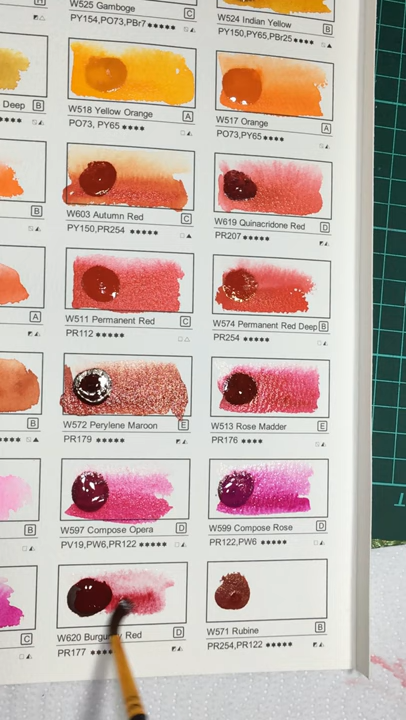 W525 Gamboge C
PY154,PO73,PBr7 *****
W524 Indian Yellow B
PY150,PY65,PBr25 ****
Deep B
W518 Yellow Orange A
PO73, PY65 ****
W517 Orange A
PO73,PY65 ****
B
W603 Autumn Red C
PY150,PR254 *****
W619 Quinacridone Red D
PR207 *****
A
W511 Permanent Red C
PR112 *****
W574 Permanent Red Deep B
PR254 *****
B
W572 Perylene Maroon E
PR179 *****
W513 Rose Madder E
PR176 ****
B
W597 Compose Opera D
PV19,PW6,PR122 *****
W599 Compose Rose D
PR122,PW6 *****
C
W620 Burgundy Red D
PR177
W571 Rubine B
PR254,PR122 *****